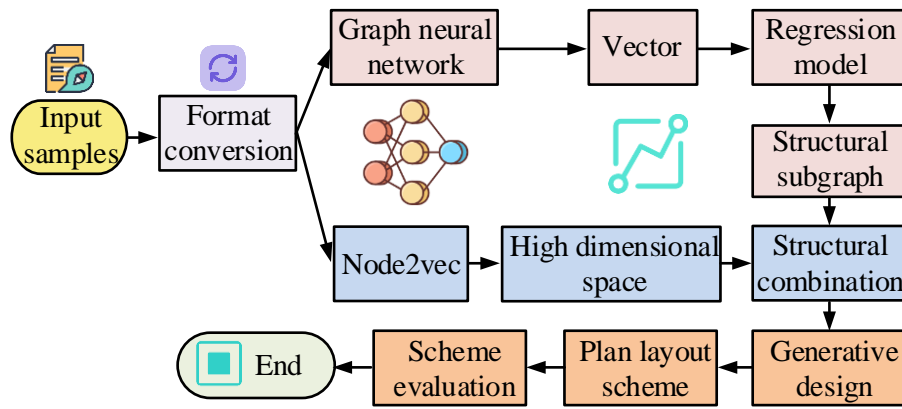 Input
samples
Format
conversion
Graph neural
network
Vector
Regression
model
Structural
subgraph
Node2vec
High dimensional
space
Structural
combination
Generative
design
Plan layout
scheme
Scheme
evaluation
End